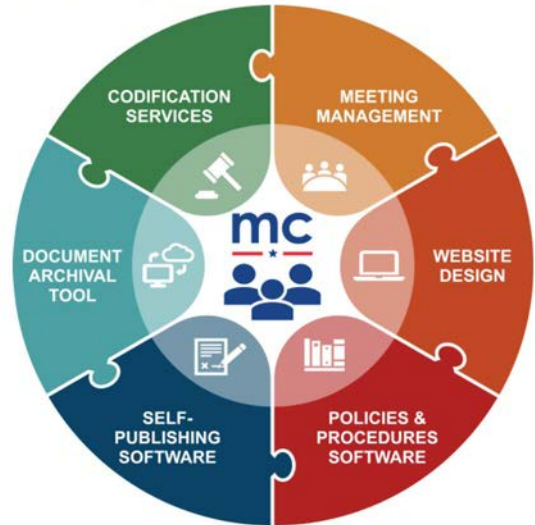 CODIFICATION
SERVICES
MEETING
MANAGEMENT
DOCUMENT
ARCHIVAL
TOOL
mc
WEBSITE
DESIGN
SELF-
PUBLISHING
SOFTWARE
POLICIES &
PROCEDURES
SOFTWARE